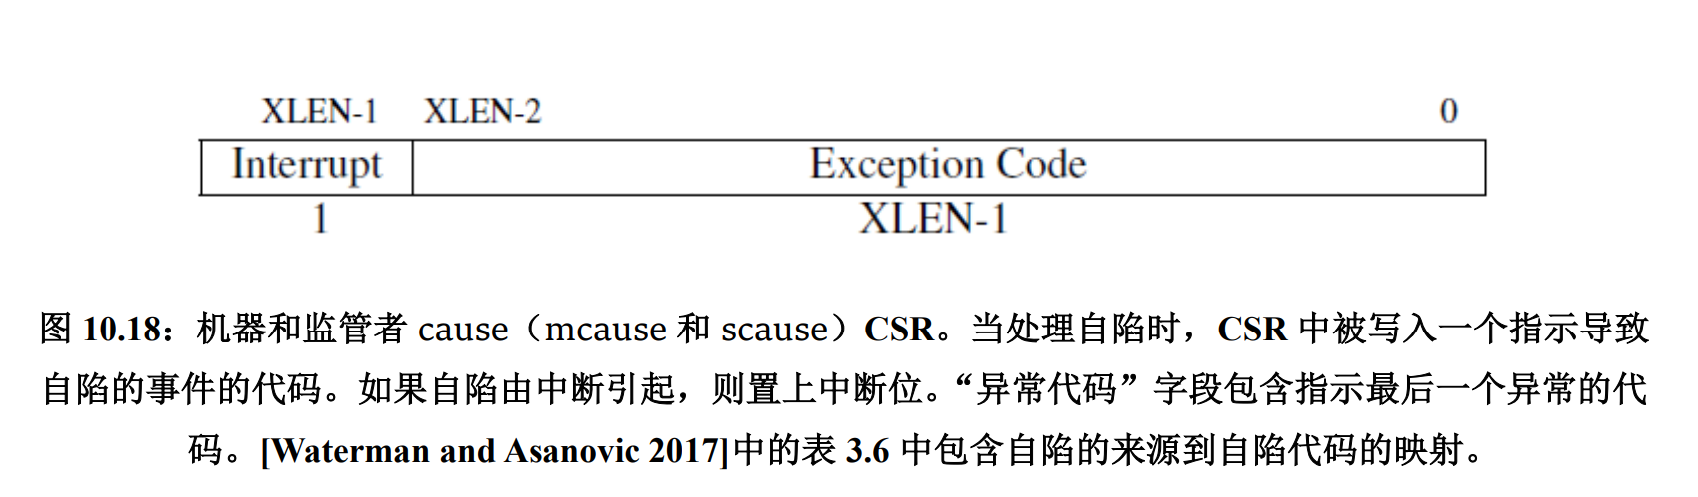 XLEN-1 XLEN-2 0
Interrupt Exception Code
1 XLEN-1
图 10.18：机器和监管者 cause（mcause 和 scause）CSR。当处理自陷时，CSR 中被写入一个指示导致
自陷的事件的代码。如果自陷由中断引起，则置上中断位。“异常代码”字段包含指示最后一个异常的代
码。[Waterman and Asanovic 2017]中的表 3.6 中包含自陷的来源到自陷代码的映射。